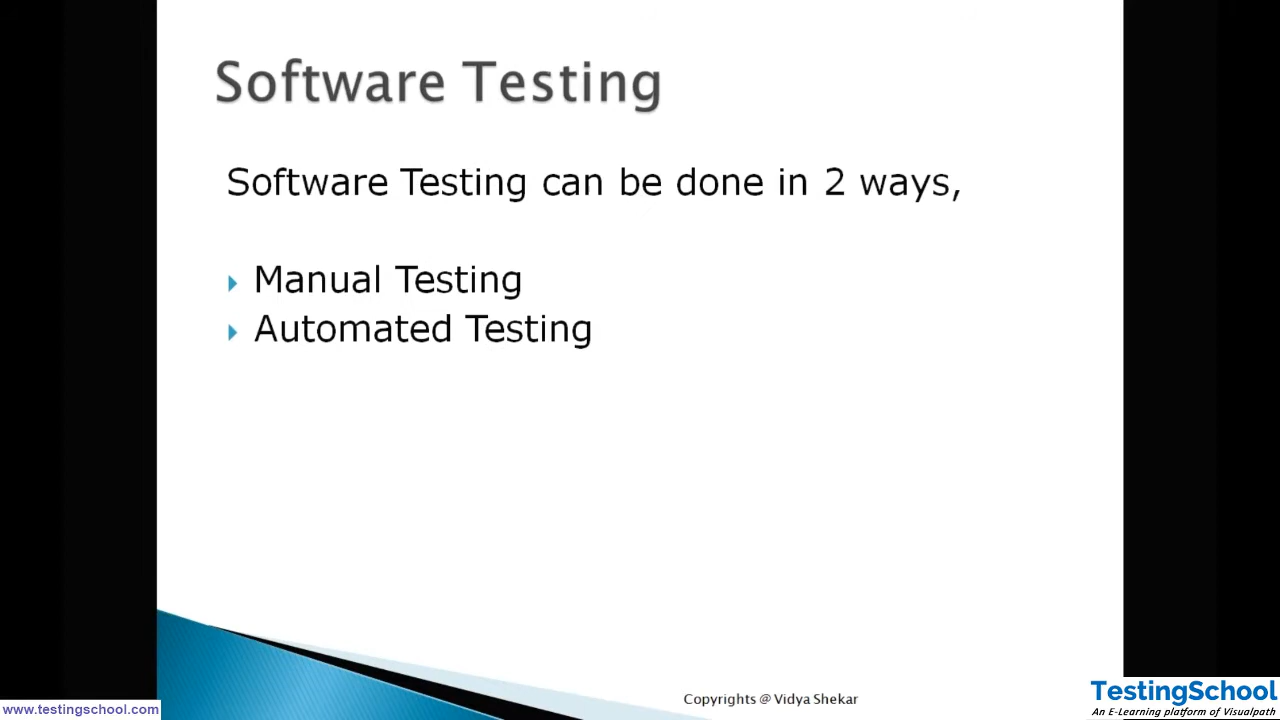 Software Testing
Software Testing can be done in 2 ways,
Manual Testing
Automated Testing
Copyrights @ Vidya Shekar
www.testingschool.com
TestingSchool
An E-Learning platform of Visualpath